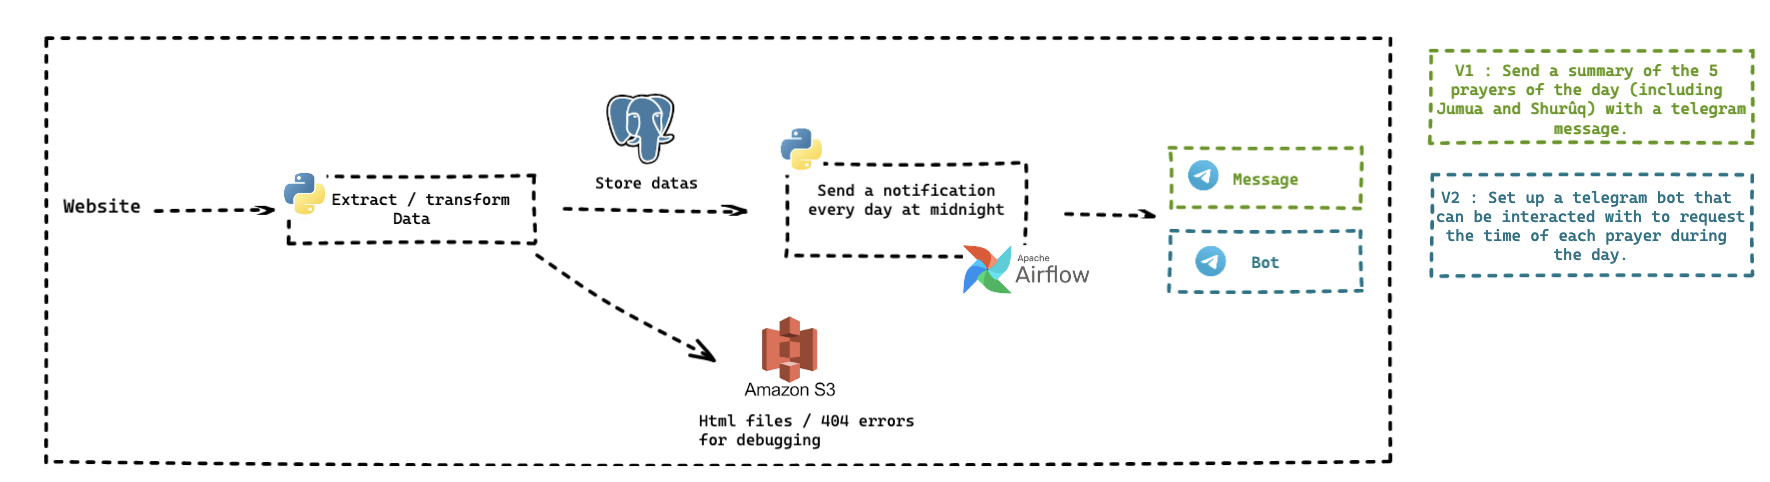 Website
Extract / transform
Data
Store datas
Send a notification
every day at midnight
Apache
Airflow
Amazon S3
Html files / 404 errors
for debugging
Message
Bot
V1 : Send a summary of the 5
prayers of the day (including
Jumua and Shurûq) with a telegram
message.
V2 : Set up a telegram bot that
can be interacted with to request
the time of each prayer during
the day.